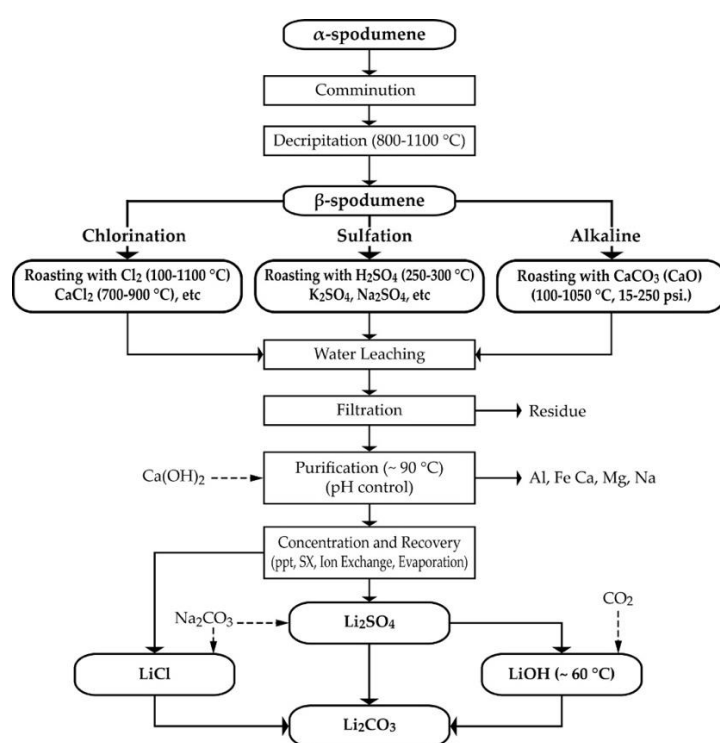 α-spodumene
Comminution
Decripitation (800-1100 °C)
β-spodumene
Chlorination
Sulfation
Alkaline
Roasting with Cl₂ (100-1100 °C)
CaCl₂ (700-900 °C), etc
Roasting with H₂SO₄ (250-300 °C)
K₂SO₄, Na₂SO₄, etc
Roasting with CaCO₃ (CaO)
(100-1050 °C, 15-250 psi.)
Water Leaching
Filtration
Residue
Ca(OH)₂
Purification (~ 90 °C)
(pH control)
Al, Fe Ca, Mg, Na
Concentration and Recovery
(ppt, SX, Ion Exchange, Evaporation)
Na₂CO₃
Li₂SO₄
CO₂
LiCl
LiOH (~ 60 °C)
Li₂CO₃